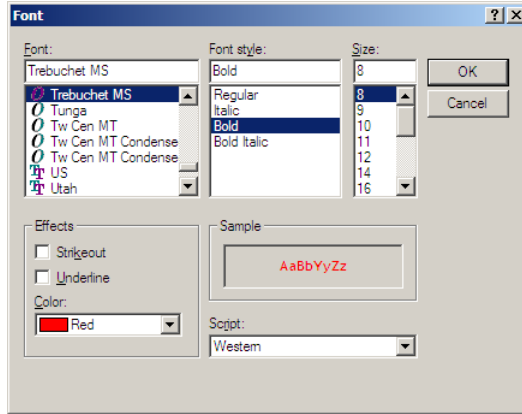 Font
Font:
Font style:
Size:
Trebuchet MS
Bold
8
OK
Cancel
Trebuchet MS
Tunga
Tw Cen MT
Tw Cen MT Condense
Tw Cen MT Condense
US
Utah
Regular
Italic
Bold
Bold Italic
8
9
10
11
12
14
16
Effects
Strikeout
Underline
Color:
Red
Sample
AaBbYyZz
Script:
Western